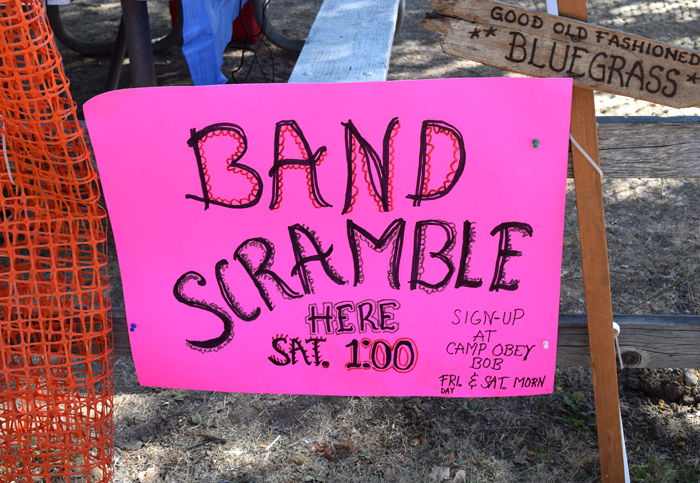 GOOD OLD FASHIONED
** BLUEGRASS **
BAND
SCRAMBLE
HERE
SAT. 1:00
SIGN-UP
AT
CAMP OBEY
BOB
FRI. & SAT. MORN
DAY